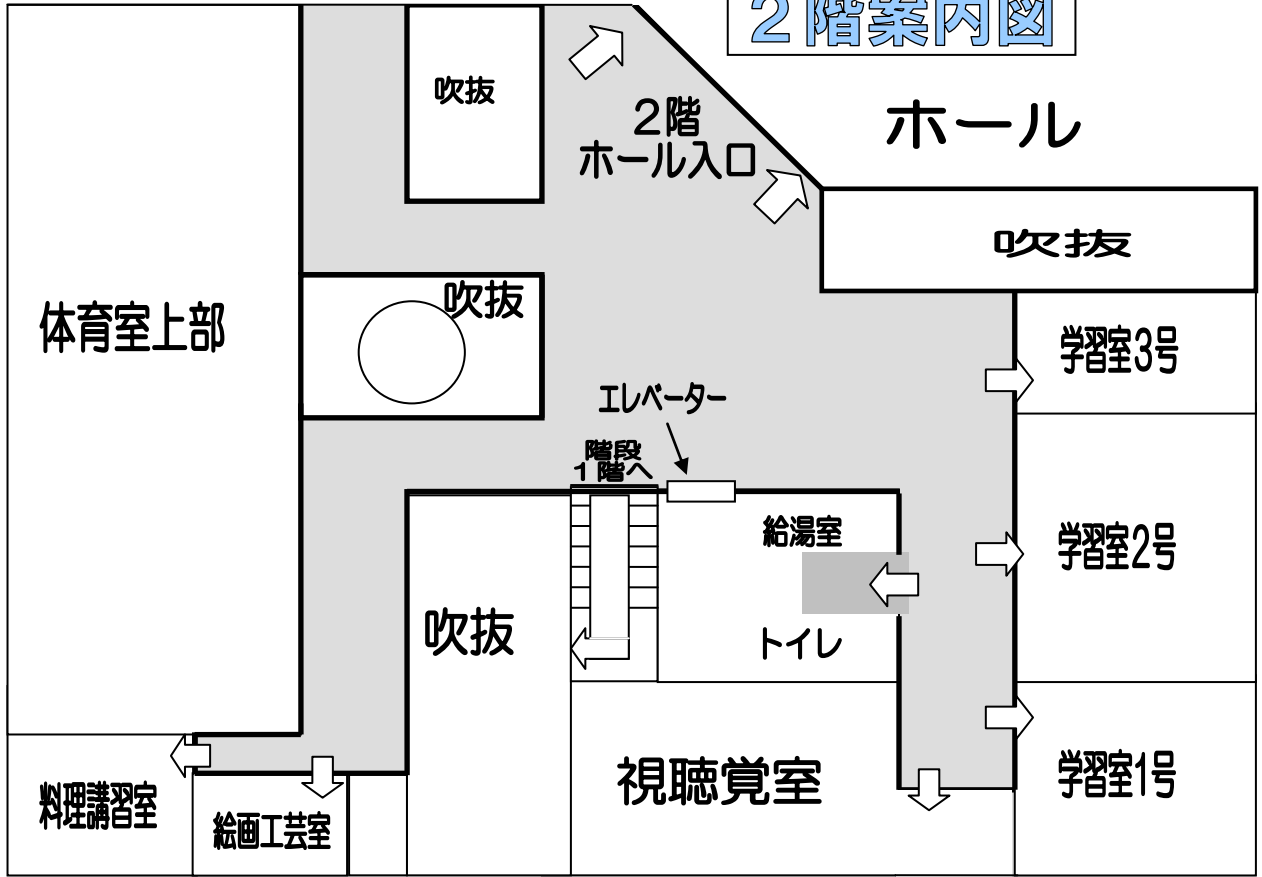 ２階案内図
吹抜
２階
ホール入口
ホール
吹抜
体育室上部
吹抜
学習室３号
エレベーター
階段
１階へ
給湯室
学習室２号
吹抜
トイレ
視聴覚室
学習室１号
料理講習室
絵画工芸室